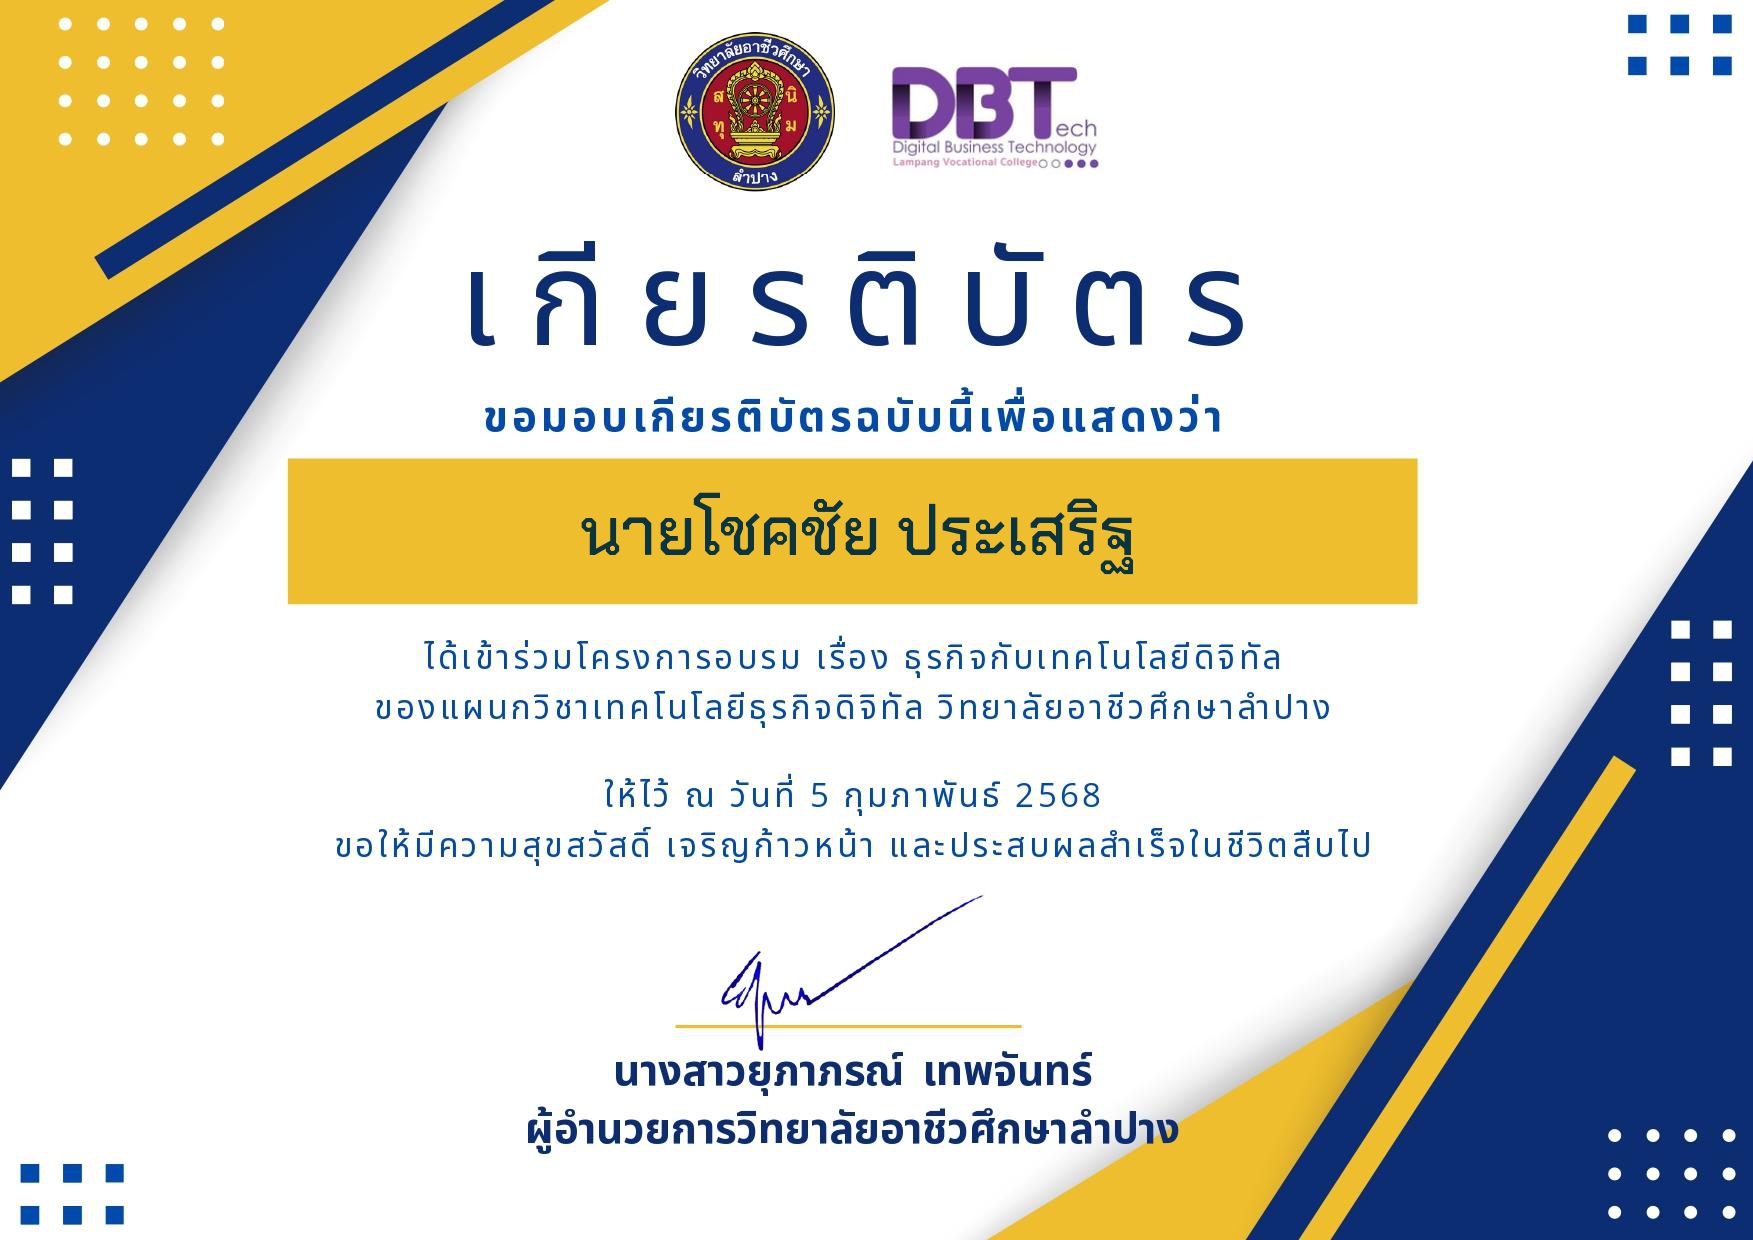 วิทยาลัยอาชีวศึกษา
ส นิ
ทุ ม
ลำปาง
DBTech
Digital Business Technology
Lampang Vocational College
เกียรติบัตร
ขอมอบเกียรติบัตรฉบับนี้เพื่อแสดงว่า
นายโชคชัย ประเสริฐ
ได้เข้าร่วมโครงการอบรม เรื่อง ธุรกิจกับเทคโนโลยีดิจิทัล
ของแผนกวิชาเทคโนโลยีธุรกิจดิจิทัล วิทยาลัยอาชีวศึกษาลำปาง
ให้ไว้ ณ วันที่ 5 กุมภาพันธ์ 2568
ขอให้มีความสุขสวัสดิ์ เจริญก้าวหน้า และประสบผลสำเร็จในชีวิตสืบไป
นางสาวยุภาภรณ์ เทพจันทร์
ผู้อำนวยการวิทยาลัยอาชีวศึกษาลำปาง